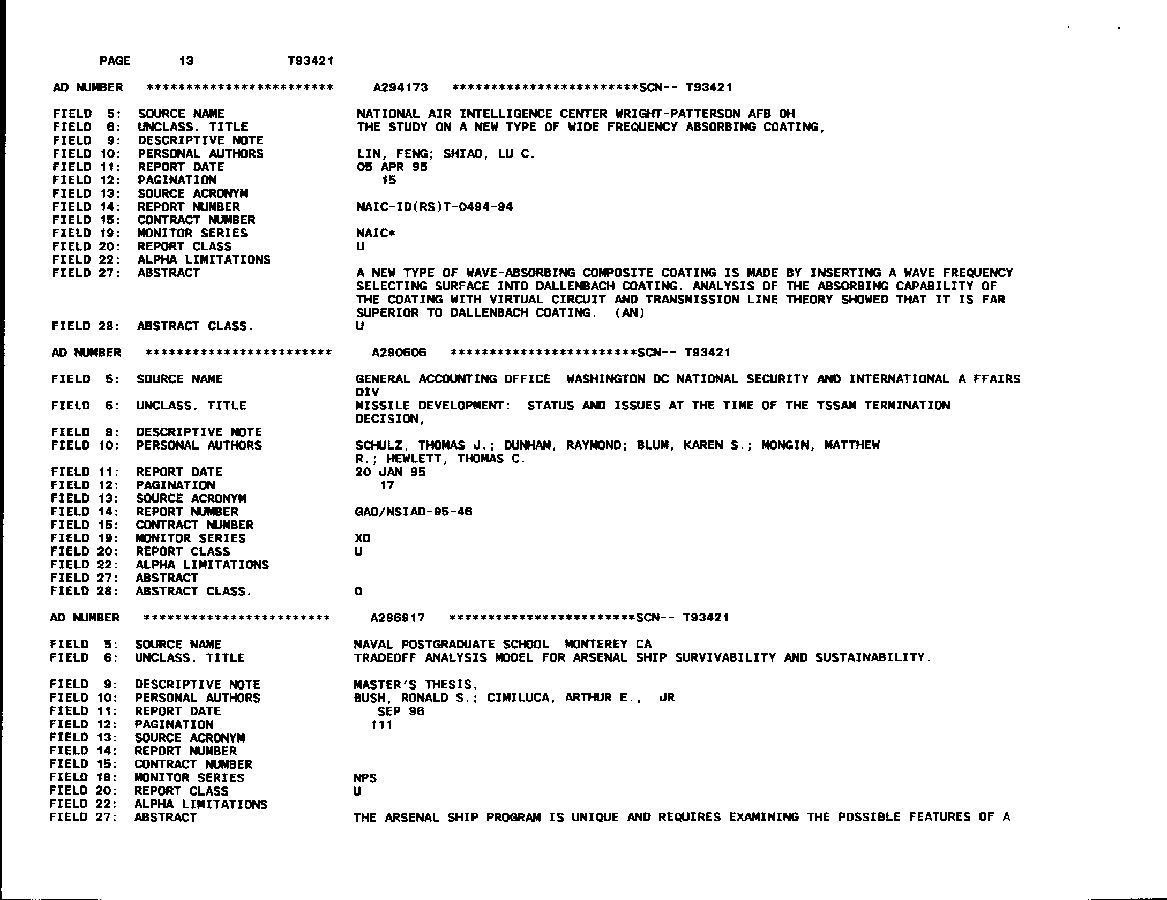 PAGE 13 T93421
AD NUMBER ************************ A294173 ************************SCN-- T93421
FIELD 5: SOURCE NAME NATIONAL AIR INTELLIGENCE CENTER WRIGHT-PATTERSON AFB OH
FIELD 6: UNCLASS. TITLE THE STUDY ON A NEW TYPE OF WIDE FREQUENCY ABSORBING COATING,
FIELD 9: DESCRIPTIVE NOTE
FIELD 10: PERSONAL AUTHORS LIN, FENG; SHIAO, LU C.
FIELD 11: REPORT DATE 05 APR 95
FIELD 12: PAGINATION 15
FIELD 13: SOURCE ACRONYM
FIELD 14: REPORT NUMBER NAIC-ID(RS)T-0494-94
FIELD 15: CONTRACT NUMBER
FIELD 19: MONITOR SERIES NAIC*
FIELD 20: REPORT CLASS U
FIELD 22: ALPHA LIMITATIONS
FIELD 27: ABSTRACT A NEW TYPE OF WAVE-ABSORBING COMPOSITE COATING IS MADE BY INSERTING A WAVE FREQUENCY
SELECTING SURFACE INTO DALLENBACH COATING. ANALYSIS OF THE ABSORBING CAPABILITY OF
THE COATING WITH VIRTUAL CIRCUIT AND TRANSMISSION LINE THEORY SHOWED THAT IT IS FAR
SUPERIOR TO DALLENBACH COATING. (AN)
FIELD 28: ABSTRACT CLASS. U
AD NUMBER ************************ A290606 ************************SCN-- T93421
FIELD 5: SOURCE NAME GENERAL ACCOUNTING OFFICE WASHINGTON DC NATIONAL SECURITY AND INTERNATIONAL A FFAIRS
DIV
FIELD 6: UNCLASS. TITLE MISSILE DEVELOPMENT: STATUS AND ISSUES AT THE TIME OF THE TSSAM TERMINATION
DECISION,
FIELD 9: DESCRIPTIVE NOTE
FIELD 10: PERSONAL AUTHORS SCHULZ, THOMAS J.; DUNHAM, RAYMOND; BLUM, KAREN S.; MONGIN, MATTHEW
R.; HEWLETT, THOMAS C.
FIELD 11: REPORT DATE 20 JAN 95
FIELD 12: PAGINATION 17
FIELD 13: SOURCE ACRONYM
FIELD 14: REPORT NUMBER GAO/NSIAD-95-46
FIELD 15: CONTRACT NUMBER
FIELD 19: MONITOR SERIES XD
FIELD 20: REPORT CLASS U
FIELD 22: ALPHA LIMITATIONS
FIELD 27: ABSTRACT
FIELD 28: ABSTRACT CLASS. 0
AD NUMBER ************************ A296917 ************************SCN-- T93421
FIELD 5: SOURCE NAME NAVAL POSTGRADUATE SCHOOL MONTEREY CA
FIELD 6: UNCLASS. TITLE TRADEOFF ANALYSIS MODEL FOR ARSENAL SHIP SURVIVABILITY AND SUSTAINABILITY.
FIELD 9: DESCRIPTIVE NOTE MASTER'S THESIS,
FIELD 10: PERSONAL AUTHORS BUSH, RONALD S.; CIMILUCA, ARTHUR E., JR
FIELD 11: REPORT DATE SEP 96
FIELD 12: PAGINATION 111
FIELD 13: SOURCE ACRONYM
FIELD 14: REPORT NUMBER
FIELD 15: CONTRACT NUMBER
FIELD 19: MONITOR SERIES NPS
FIELD 20: REPORT CLASS U
FIELD 22: ALPHA LIMITATIONS
FIELD 27: ABSTRACT THE ARSENAL SHIP PROGRAM IS UNIQUE AND REQUIRES EXAMINING THE POSSIBLE FEATURES OF A